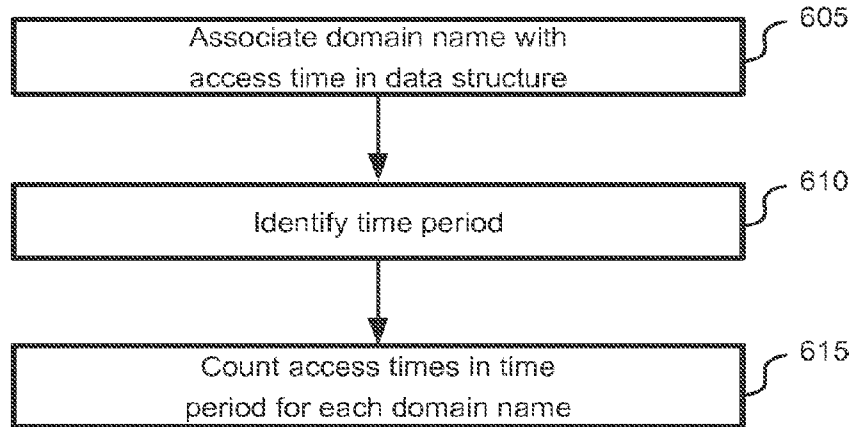 605
Associate domain name with
access time in data structure
610
Identify time period
615
Count access times in time
period for each domain name